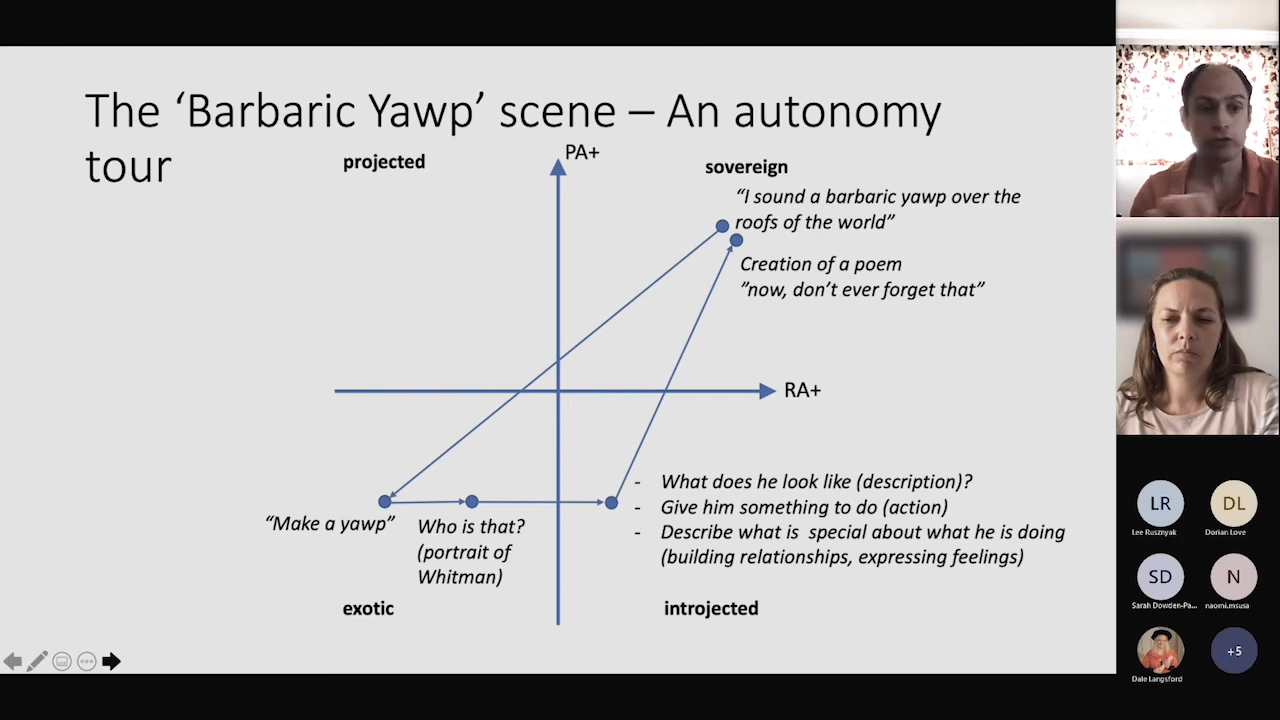 The ‘Barbaric Yawp’ scene – An autonomy
tour
projected
PA+
sovereign
“I sound a barbaric yawp over the
roofs of the world”
Creation of a poem
”now, don’t ever forget that”
RA+
- What does he look like (description)?
- Give him something to do (action)
- Describe what is special about what he is doing
(building relationships, expressing feelings)
“Make a yawp”
Who is that?
(portrait of
Whitman)
exotic
introjected
LR
Lee Rusznyak
DL
Dorian Love
SD
Sarah Dowden-Pa...
N
naomi.msusa
Dale Langsford
+5